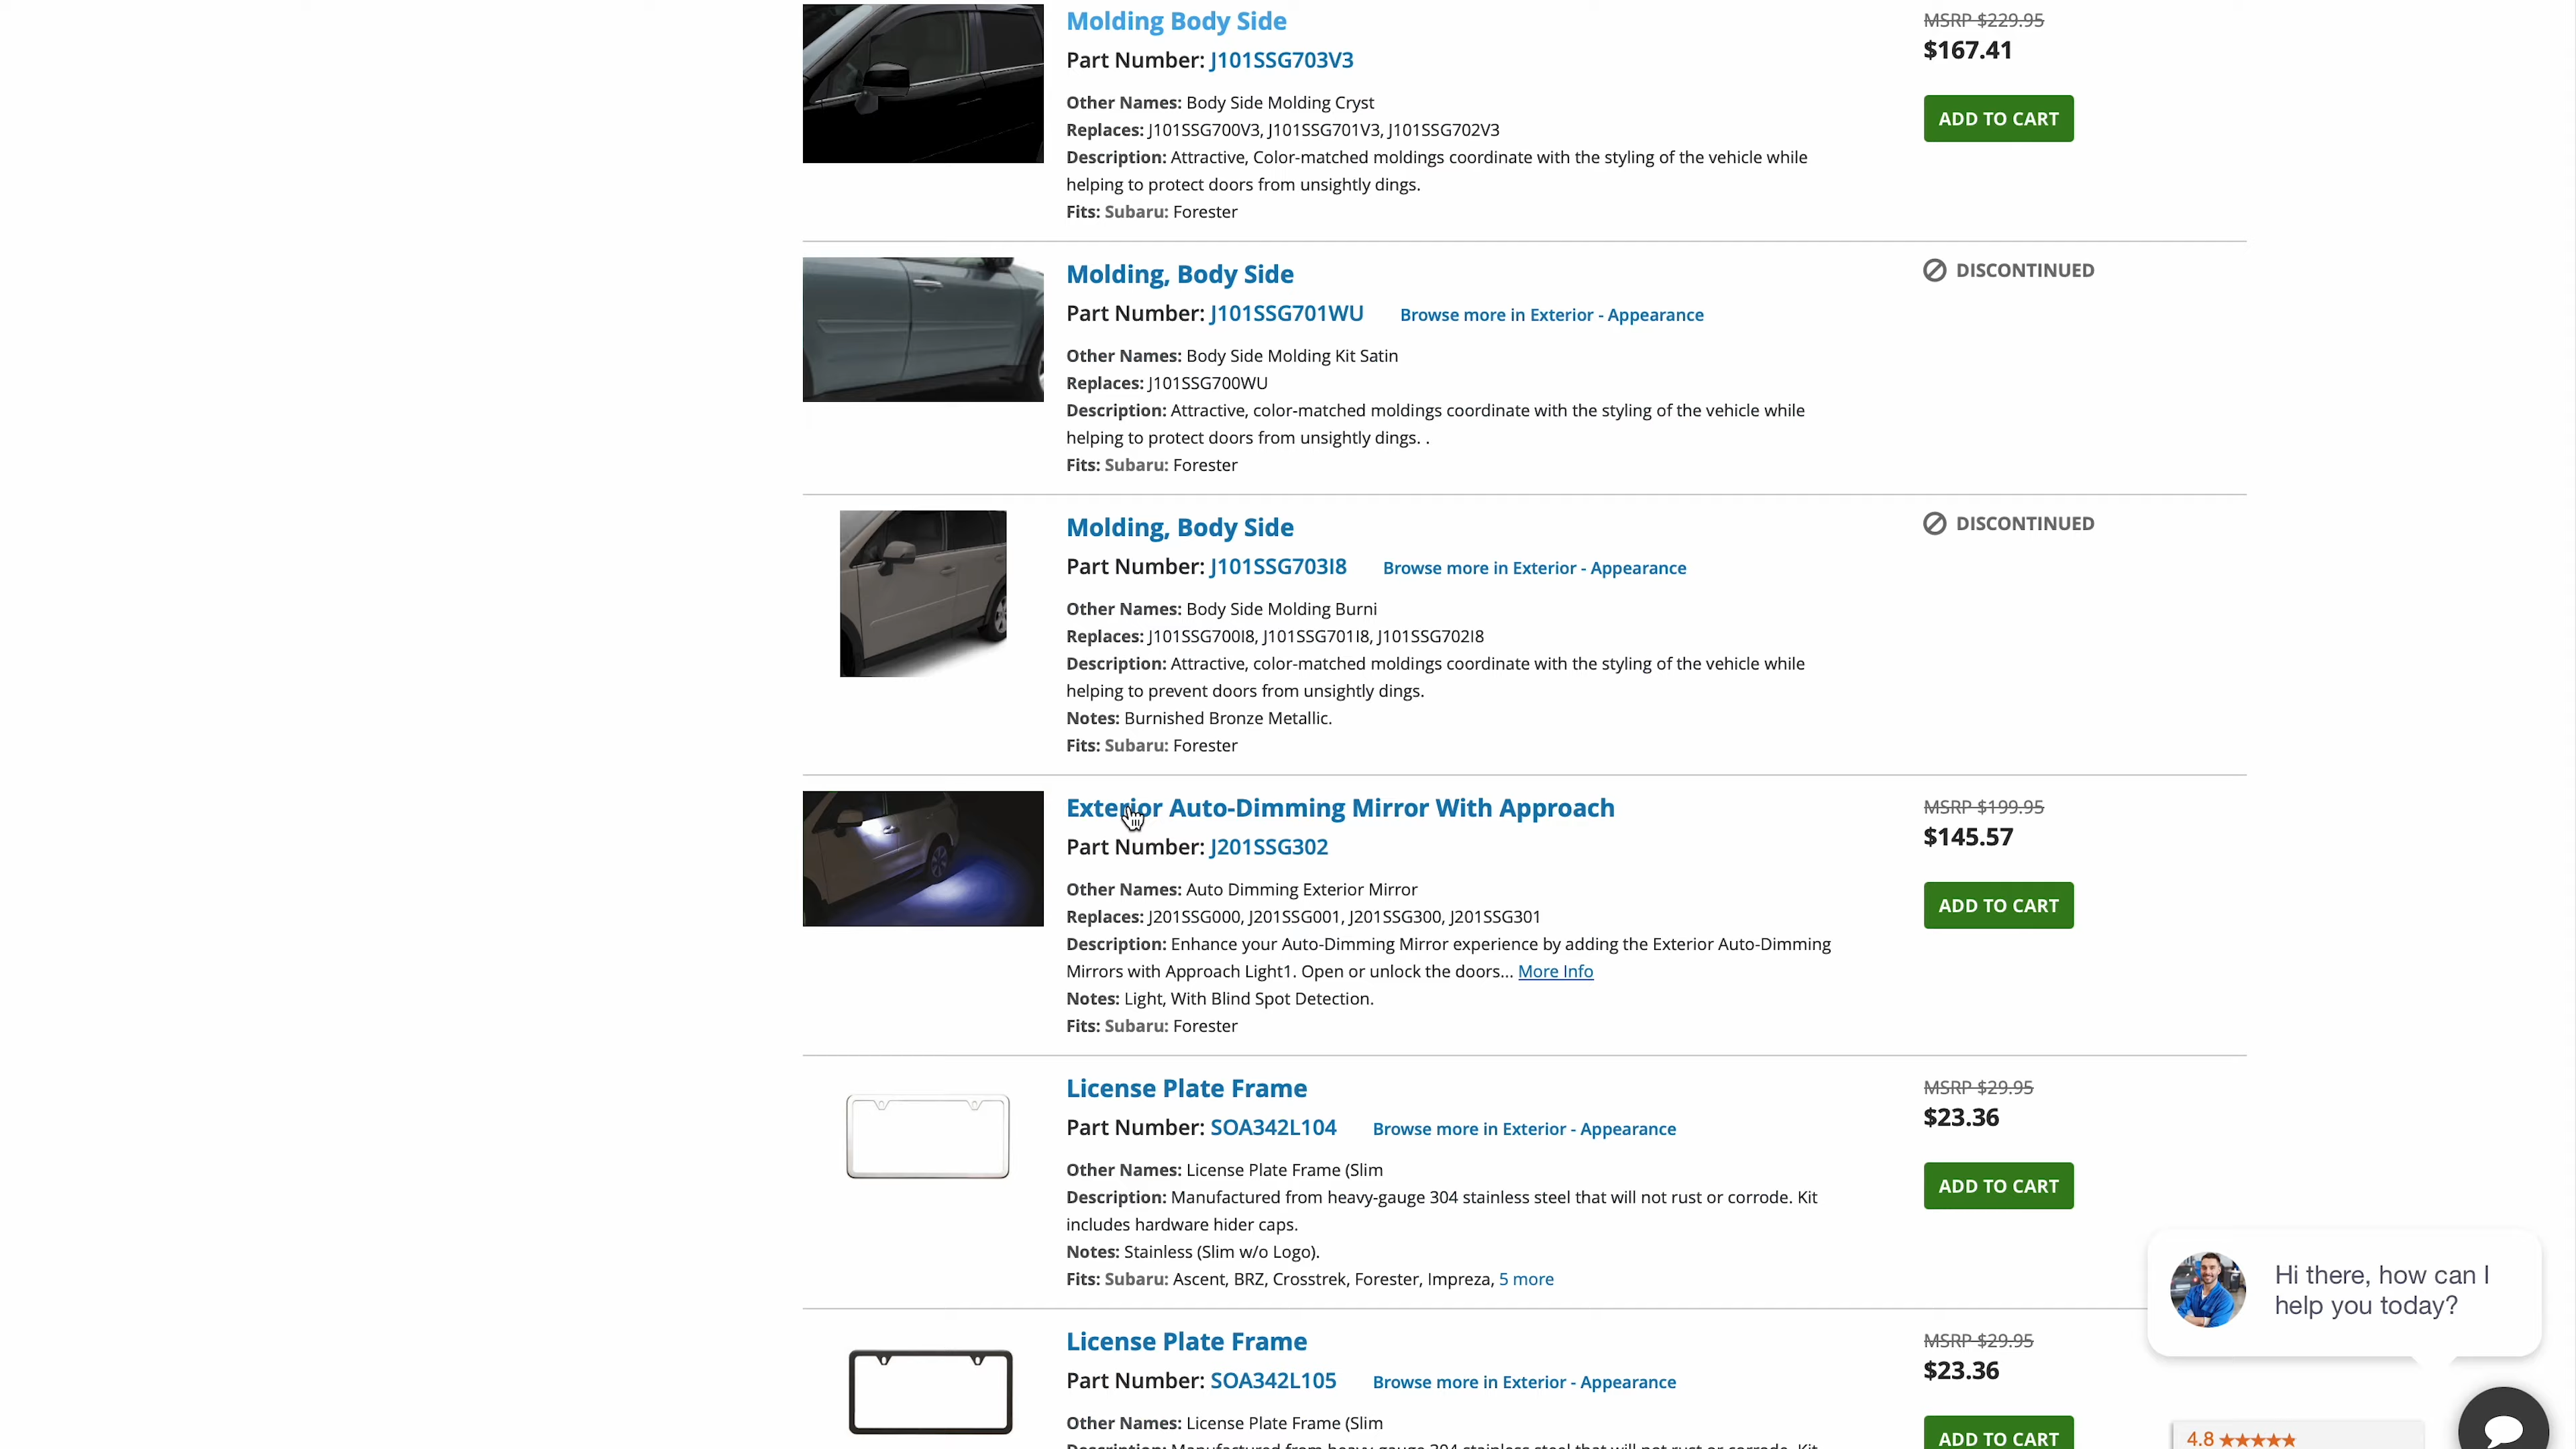 Molding Body Side
MSRP $229.95
Part Number: J101SSG703V3
$167.41
Other Names: Body Side Molding Cryst
ADD TO CART
Replaces: J101SSG700V3, J101SSG701V3, J101SSG702V3
Description: Attractive, Color-matched moldings coordinate with the styling of the vehicle while
helping to protect doors from unsightly dings.
Fits: Subaru: Forester
Molding, Body Side
DISCONTINUED
Part Number: J101SSG701WU Browse more in Exterior - Appearance
Other Names: Body Side Molding Kit Satin
Replaces: J101SSG700WU
Description: Attractive, color-matched moldings coordinate with the styling of the vehicle while
helping to protect doors from unsightly dings. .
Fits: Subaru: Forester
Molding, Body Side
DISCONTINUED
Part Number: J101SSG703I8 Browse more in Exterior - Appearance
Other Names: Body Side Molding Burni
Replaces: J101SSG700I8, J101SSG701I8, J101SSG702I8
Description: Attractive, color-matched moldings coordinate with the styling of the vehicle while
helping to prevent doors from unsightly dings.
Notes: Burnished Bronze Metallic.
Fits: Subaru: Forester
Exterior Auto-Dimming Mirror With Approach
MSRP $199.95
Part Number: J201SSG302
$145.57
Other Names: Auto Dimming Exterior Mirror
ADD TO CART
Replaces: J201SSG000, J201SSG001, J201SSG300, J201SSG301
Description: Enhance your Auto-Dimming Mirror experience by adding the Exterior Auto-Dimming
Mirrors with Approach Light1. Open or unlock the doors... More Info
Notes: Light, With Blind Spot Detection.
Fits: Subaru: Forester
License Plate Frame
MSRP $29.95
Part Number: SOA342L104 Browse more in Exterior - Appearance
$23.36
Other Names: License Plate Frame (Slim
ADD TO CART
Description: Manufactured from heavy-gauge 304 stainless steel that will not rust or corrode. Kit
includes hardware hider caps.
Notes: Stainless (Slim w/o Logo).
Fits: Subaru: Ascent, BRZ, Crosstrek, Forester, Impreza, 5 more
Hi there, how can I
help you today?
License Plate Frame
MSRP $29.95
Part Number: SOA342L105 Browse more in Exterior - Appearance
$23.36
Other Names: License Plate Frame (Slim
ADD TO CART
4.8
Description: Manufactured from heavy-gauge 304 stainless steel that will not rust or corrode. Kit